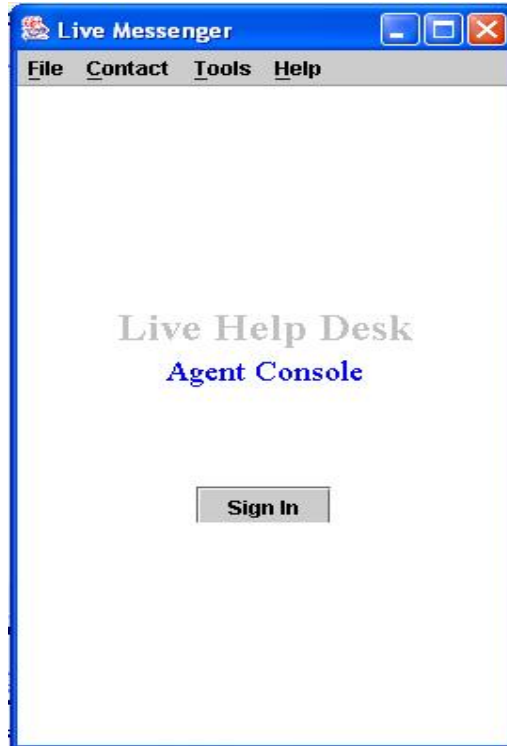 Live Messenger
File Contact Tools Help
Live Help Desk
Agent Console
Sign In